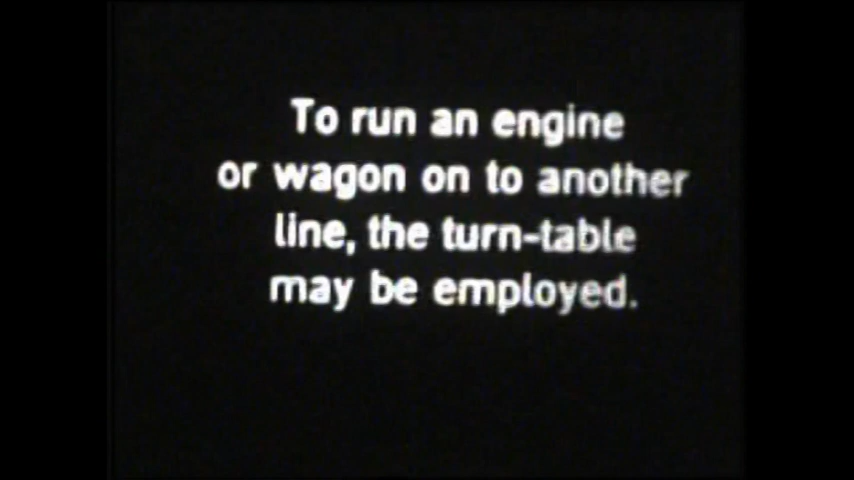 To run an engine
or wagon on to another
line, the turn-table
may be employed.